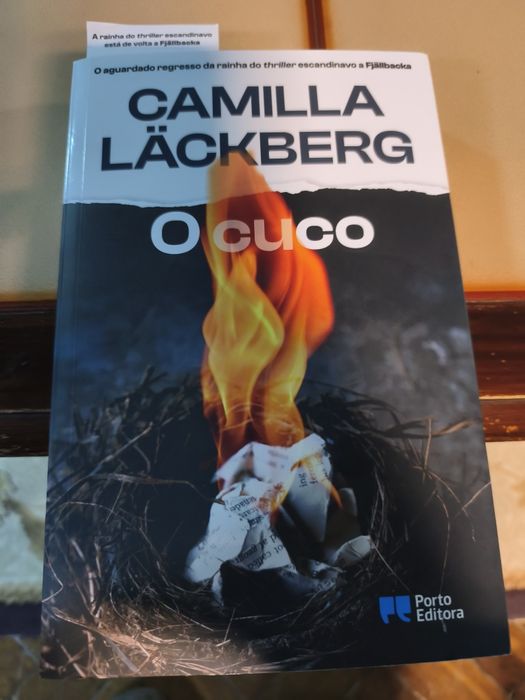 A rainha do thriller escandinavo
está de volta a Fjällbacka
O aguardado regresso da rainha do thriller escandinavo a Fjällbacka
CAMILLA
LÄCKBERG
O cuco
ing
Porto
Editora